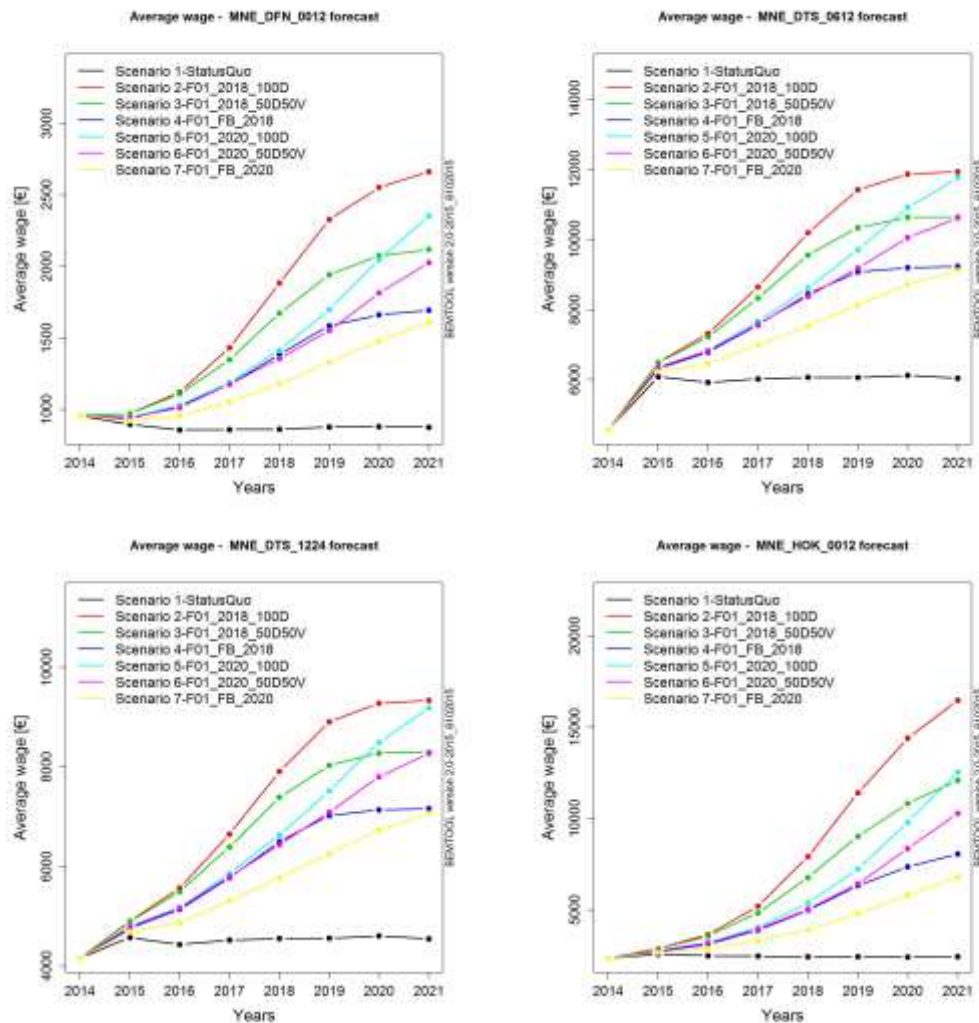 Average wage - MNE_DFN_0012 forecast
Scenario 1-StatusQuo
Scenario 2-F01_2018_100D
Scenario 3-F01_2018_50D50V
Scenario 4-F01_FB_2018
Scenario 5-F01_2020_100D
Scenario 6-F01_2020_50D50V
Scenario 7-F01_FB_2020
Average wage [€]
3000
2500
2000
1500
1000
2014 2015 2016 2017 2018 2019 2020 2021
Years
Average wage - MNE_DTS_0612 forecast
Scenario 1-StatusQuo
Scenario 2-F01_2018_100D
Scenario 3-F01_2018_50D50V
Scenario 4-F01_FB_2018
Scenario 5-F01_2020_100D
Scenario 6-F01_2020_50D50V
Scenario 7-F01_FB_2020
Average wage [€]
14000
12000
10000
8000
6000
2014 2015 2016 2017 2018 2019 2020 2021
Years
Average wage - MNE_DTS_1224 forecast
Scenario 1-StatusQuo
Scenario 2-F01_2018_100D
Scenario 3-F01_2018_50D50V
Scenario 4-F01_FB_2018
Scenario 5-F01_2020_100D
Scenario 6-F01_2020_50D50V
Scenario 7-F01_FB_2020
Average wage [€]
10000
8000
6000
4000
2014 2015 2016 2017 2018 2019 2020 2021
Years
Average wage - MNE_HOK_0012 forecast
Scenario 1-StatusQuo
Scenario 2-F01_2018_100D
Scenario 3-F01_2018_50D50V
Scenario 4-F01_FB_2018
Scenario 5-F01_2020_100D
Scenario 6-F01_2020_50D50V
Scenario 7-F01_FB_2020
Average wage [€]
20000
15000
10000
5000
2014 2015 2016 2017 2018 2019 2020 2021
Years